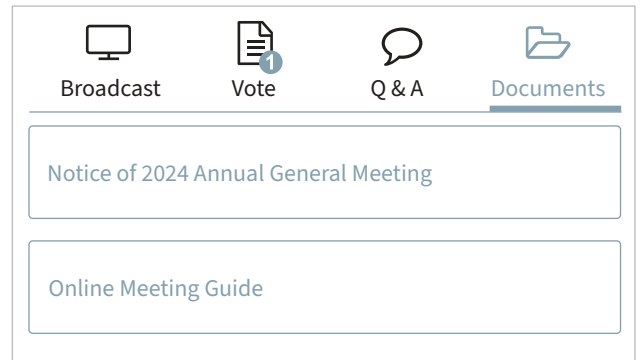 1
Broadcast Vote Q & A Documents
Notice of 2024 Annual General Meeting
Online Meeting Guide